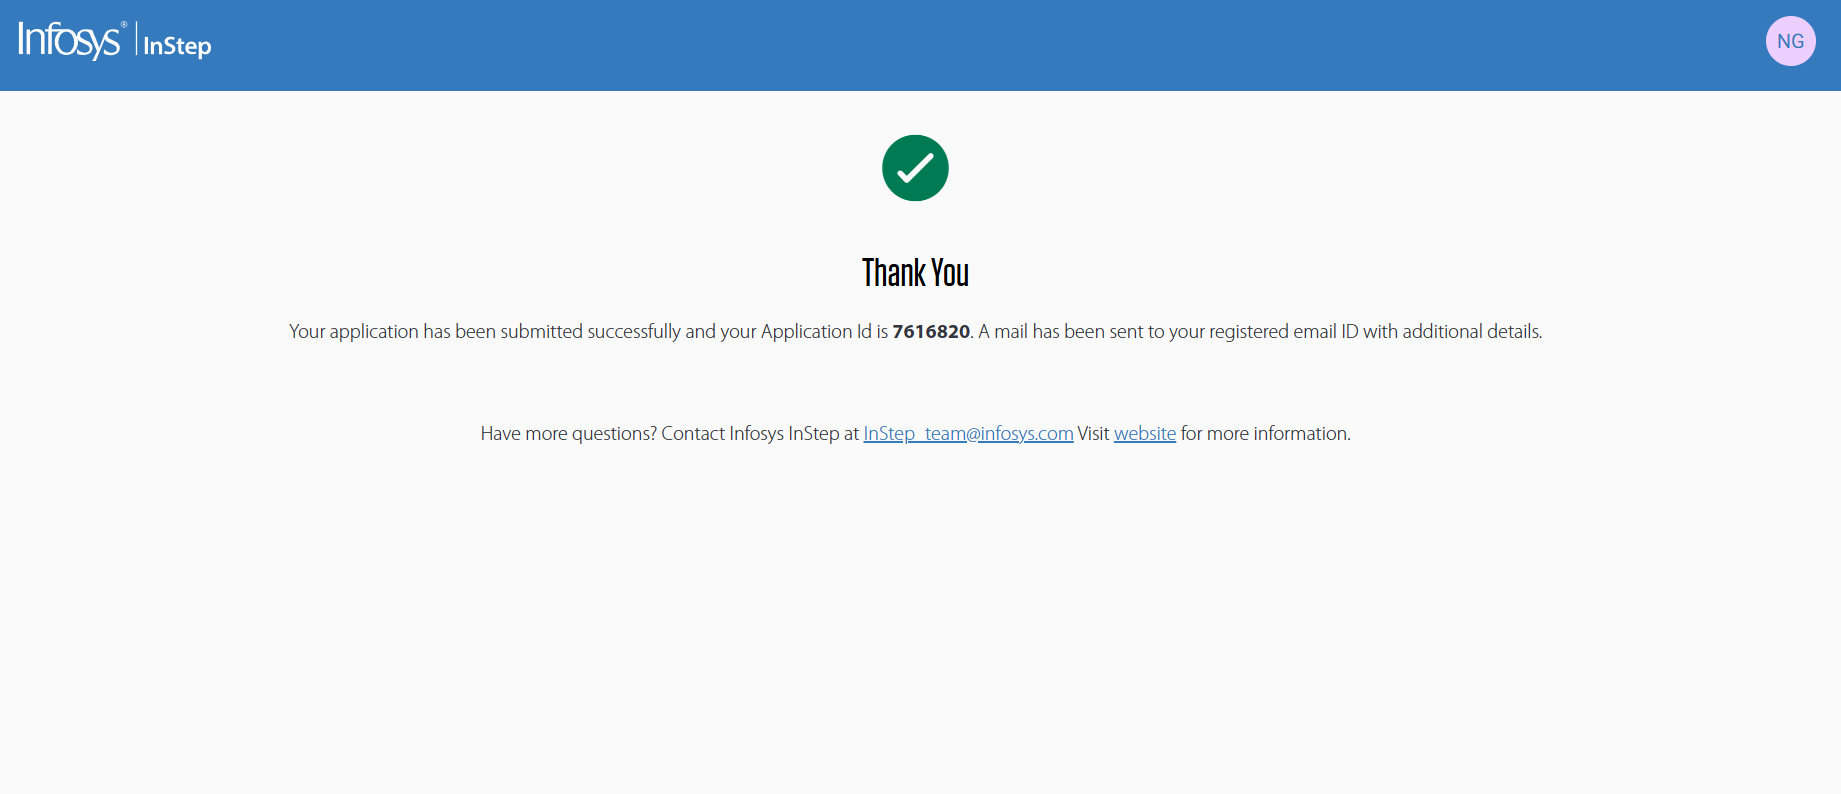 Infosys® | InStep
NG
Thank You
Your application has been submitted successfully and your Application Id is 7616820. A mail has been sent to your registered email ID with additional details.
Have more questions? Contact Infosys InStep at InStep_team@infosys.com Visit website for more information.